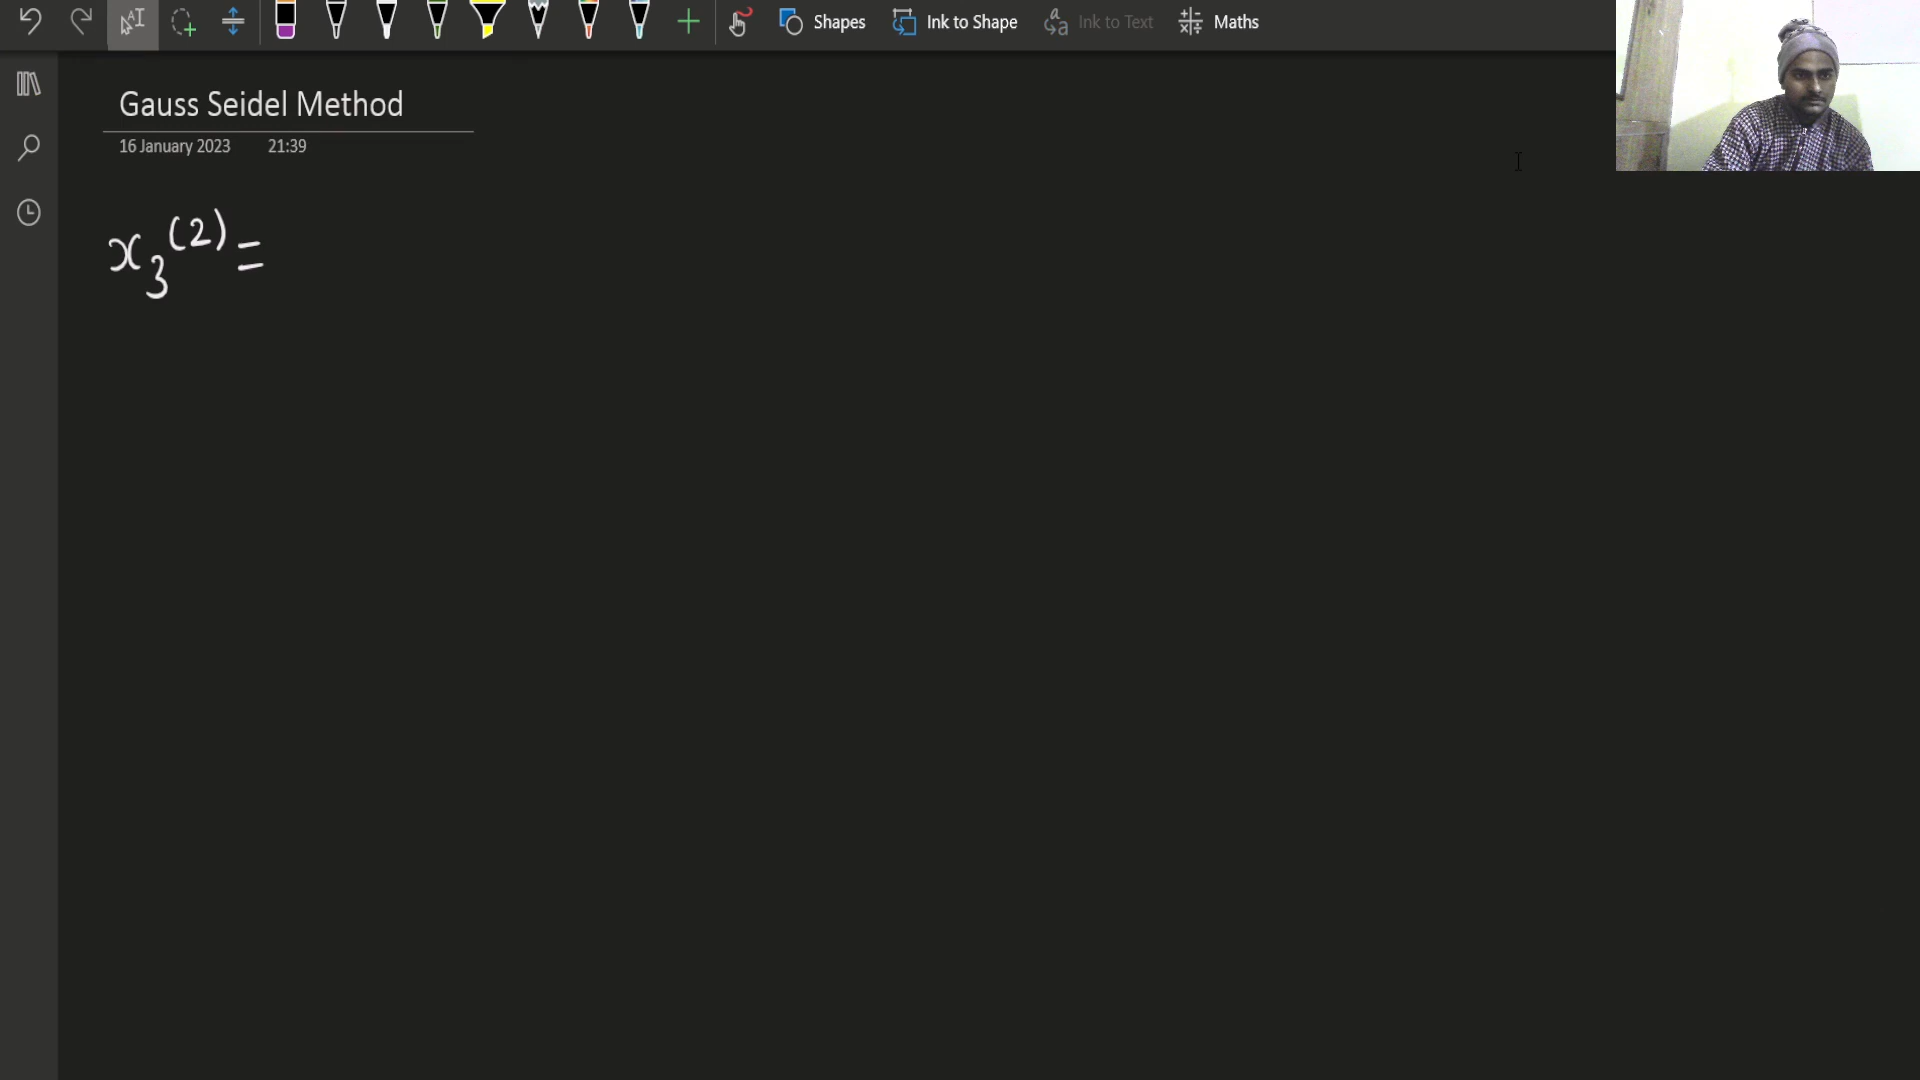 Shapes Ink to Shape Ink to Text Maths
Gauss Seidel Method
16 January 2023 21:39
x₃⁽²⁾=